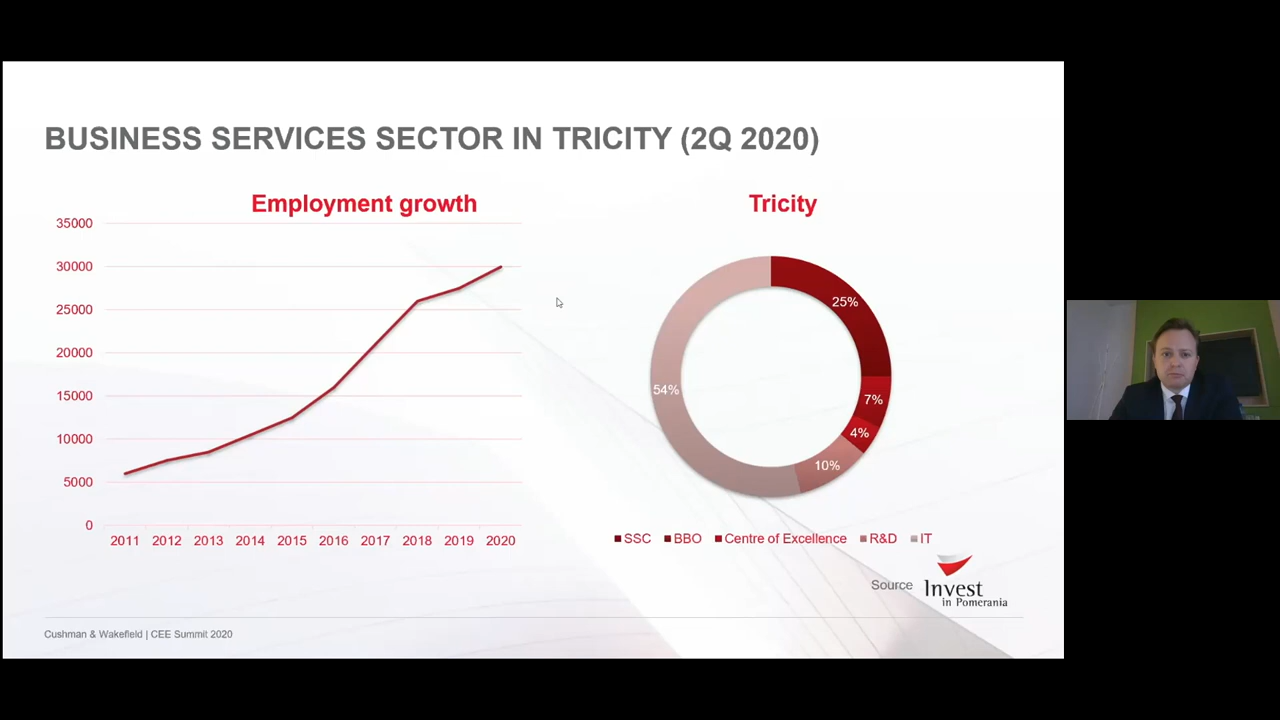 BUSINESS SERVICES SECTOR IN TRICITY (2Q 2020)
Employment growth
35000
30000
25000
20000
15000
10000
5000
0
2011 2012 2013 2014 2015 2016 2017 2018 2019 2020
Tricity
25%
7%
4%
10%
54%
SSC BBO Centre of Excellence R&D IT
Source
Invest
in Pomerania
Cushman & Wakefield | CEE Summit 2020